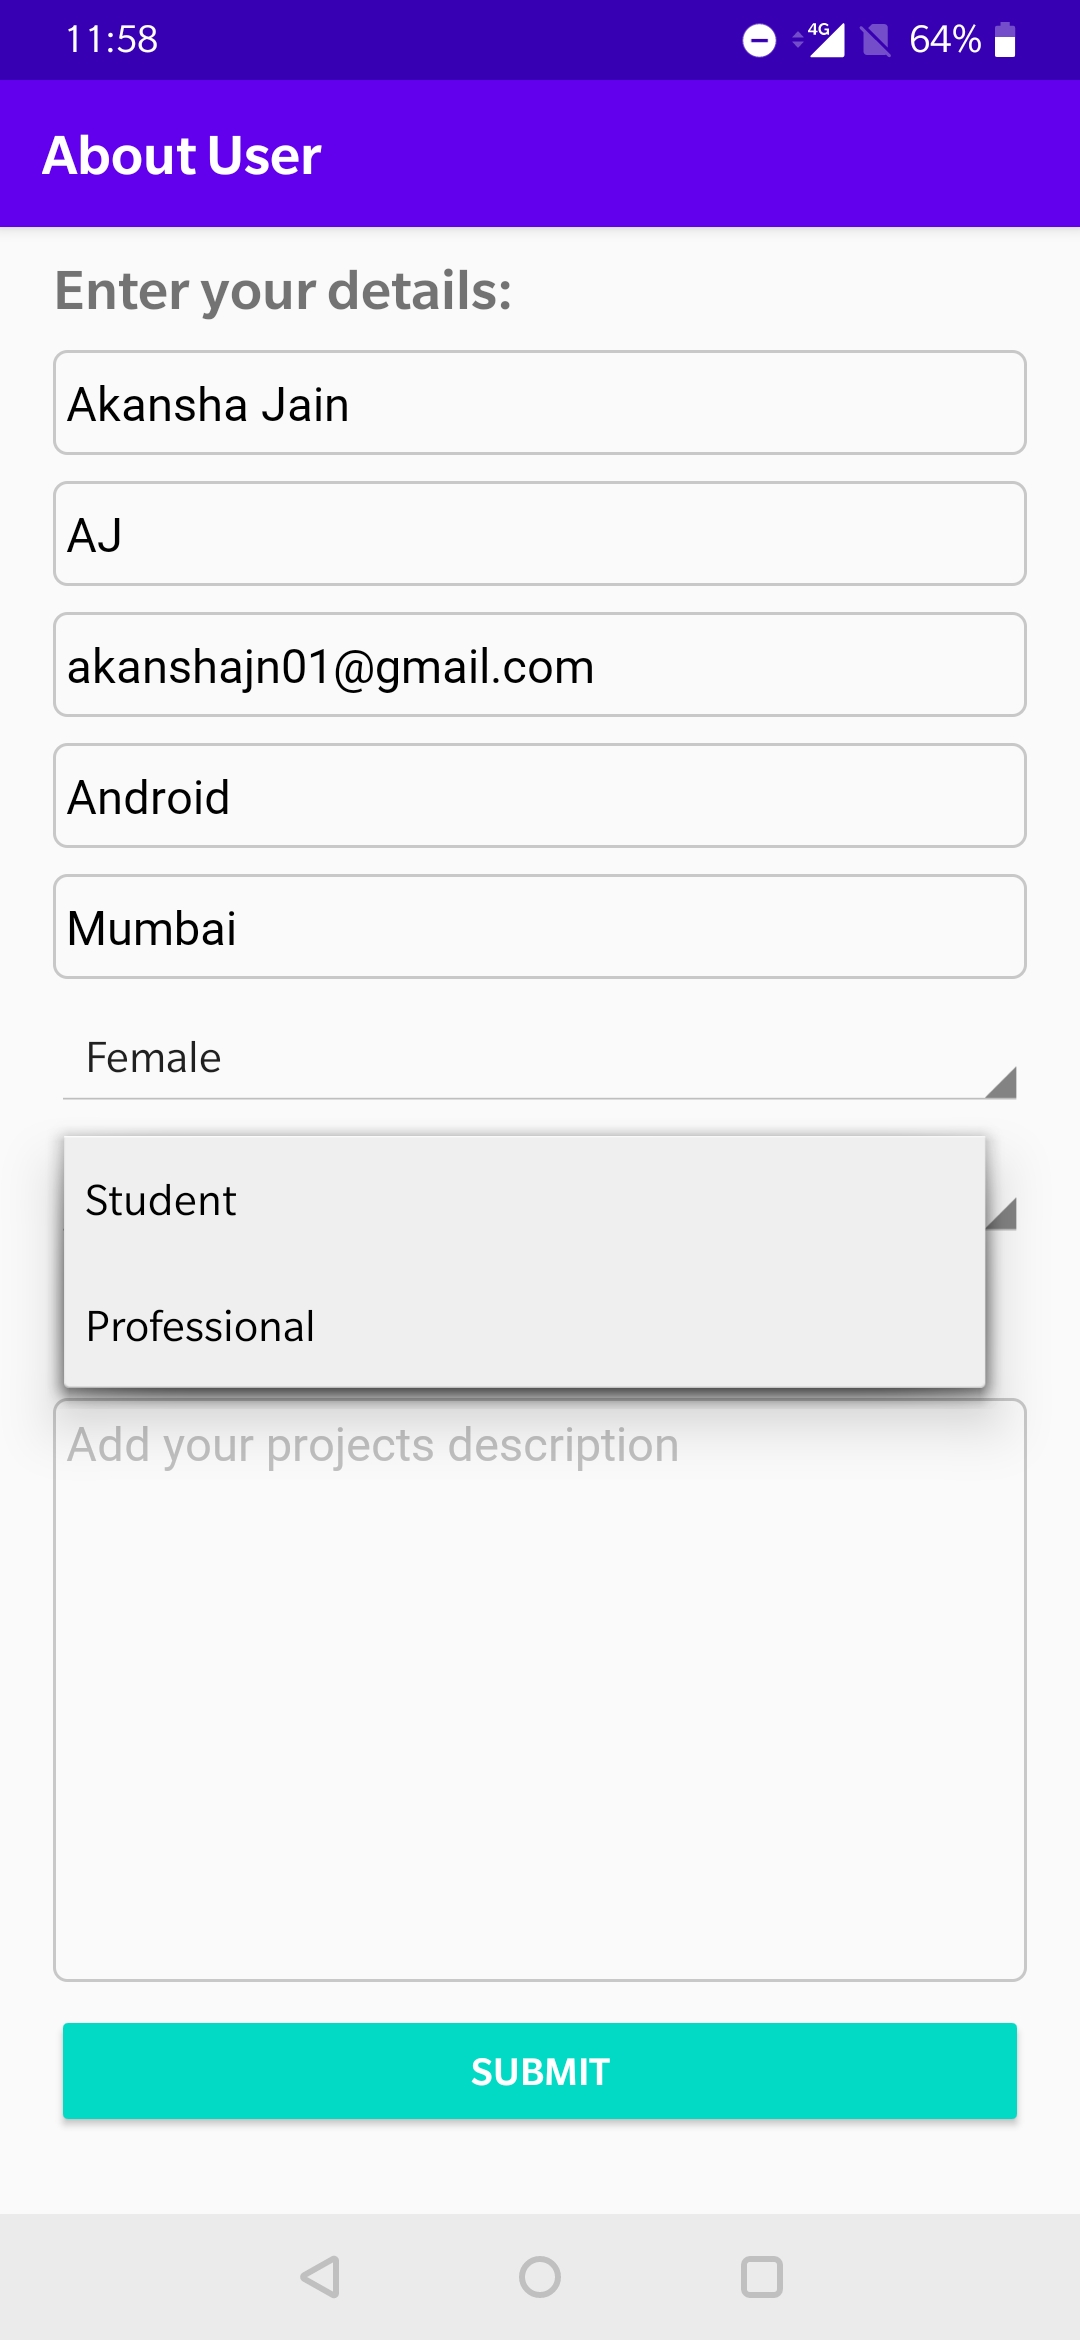 11:58
4G
64%
About User
Enter your details:
Akansha Jain
AJ
akanshajn01@gmail.com
Android
Mumbai
Female
Student
Professional
Add your projects description
SUBMIT